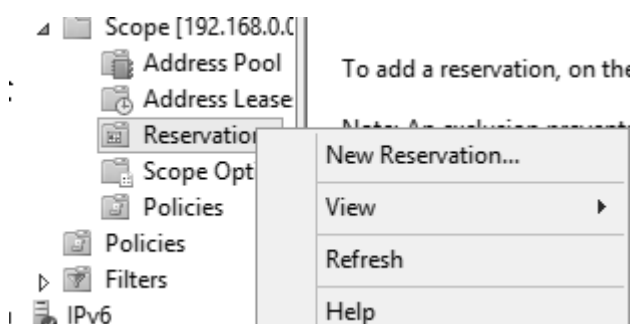 Scope [192.168.0.0
Address Pool
Address Lease
Reservation
Scope Opt
Policies
Policies
Filters
IPv6
To add a reservation, on the
New Reservation...
View
Refresh
Help